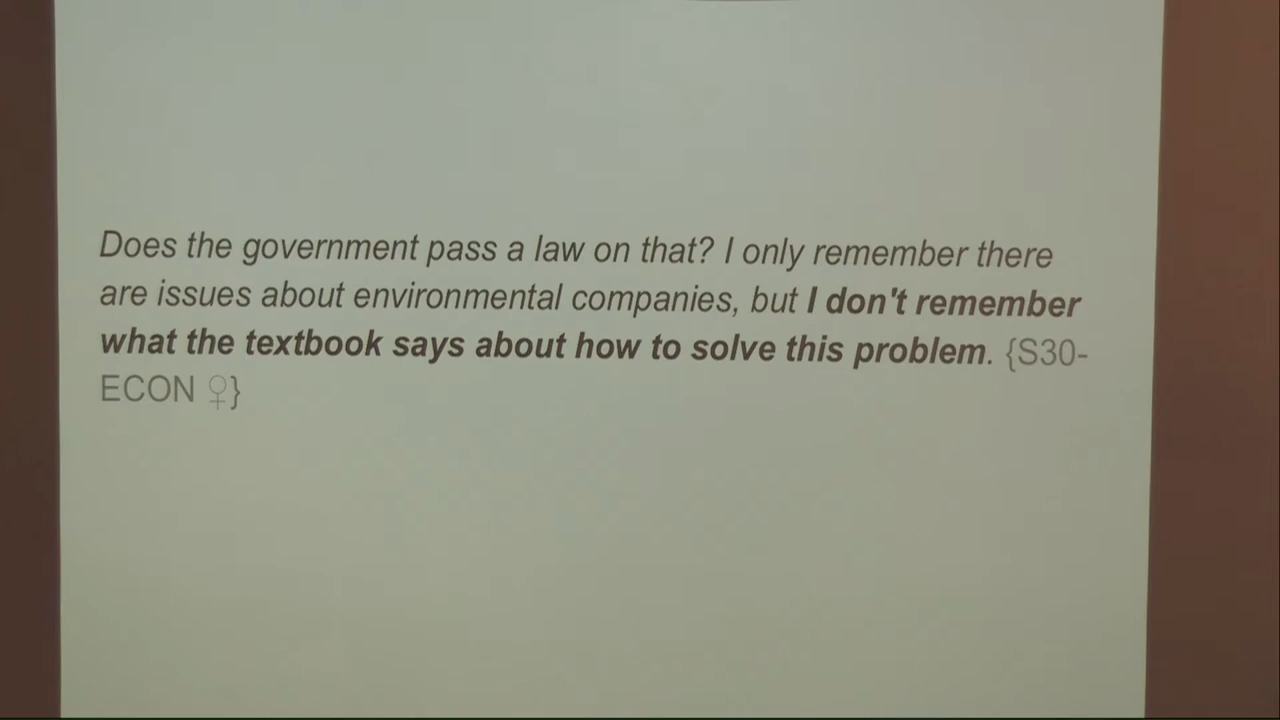 Does the government pass a law on that? I only remember there
are issues about environmental companies, but I don't remember
what the textbook says about how to solve this problem. {S30-
ECON ♀}